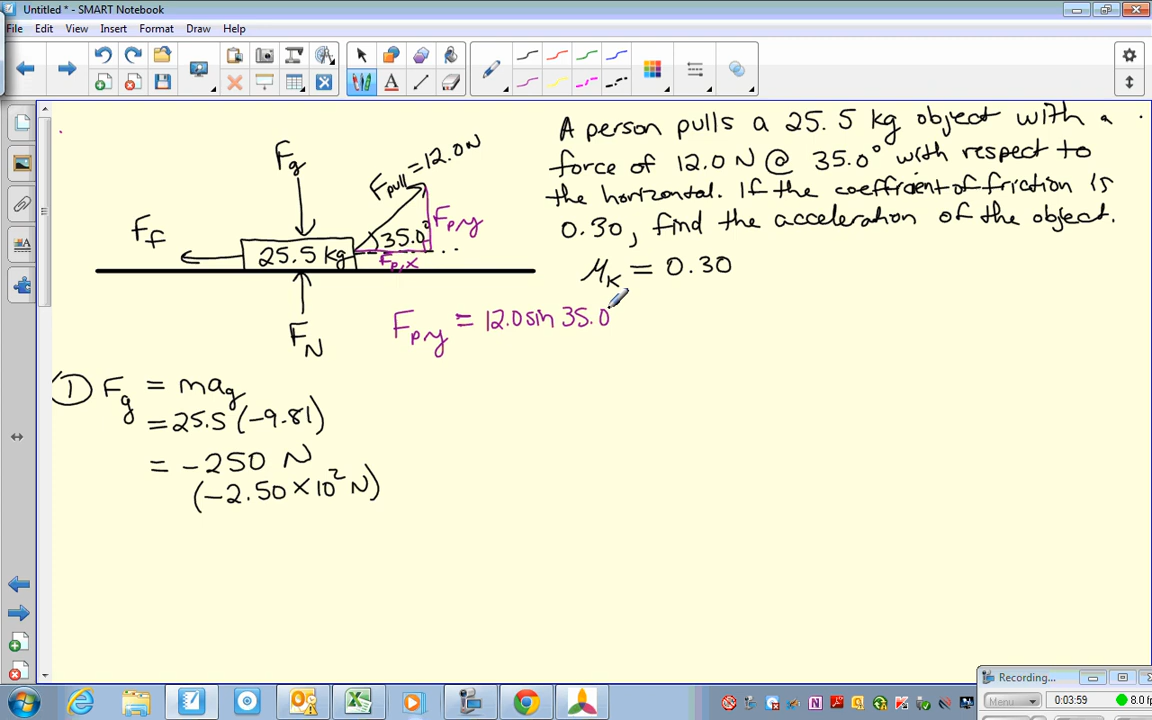 Untitled * - SMART Notebook
File Edit View Insert Format Draw Help
A person pulls a 25.5 kg object with a
force of 12.0 N @ 35.0° with respect to
the horizontal. If the coefficient of friction is
0.30, find the acceleration of the object.
μK = 0.30
Fg
Fpull = 12.0N
Fp,y
35.0°
Ff
25.5 kg
Fp,x
FN
Fp,y = 12.0 sin 35.0
① Fg = mag
= 25.5 (-9.81)
= -250 N
(-2.50 × 10² N)
Recording...
Menu
0:03:59
8.0 f